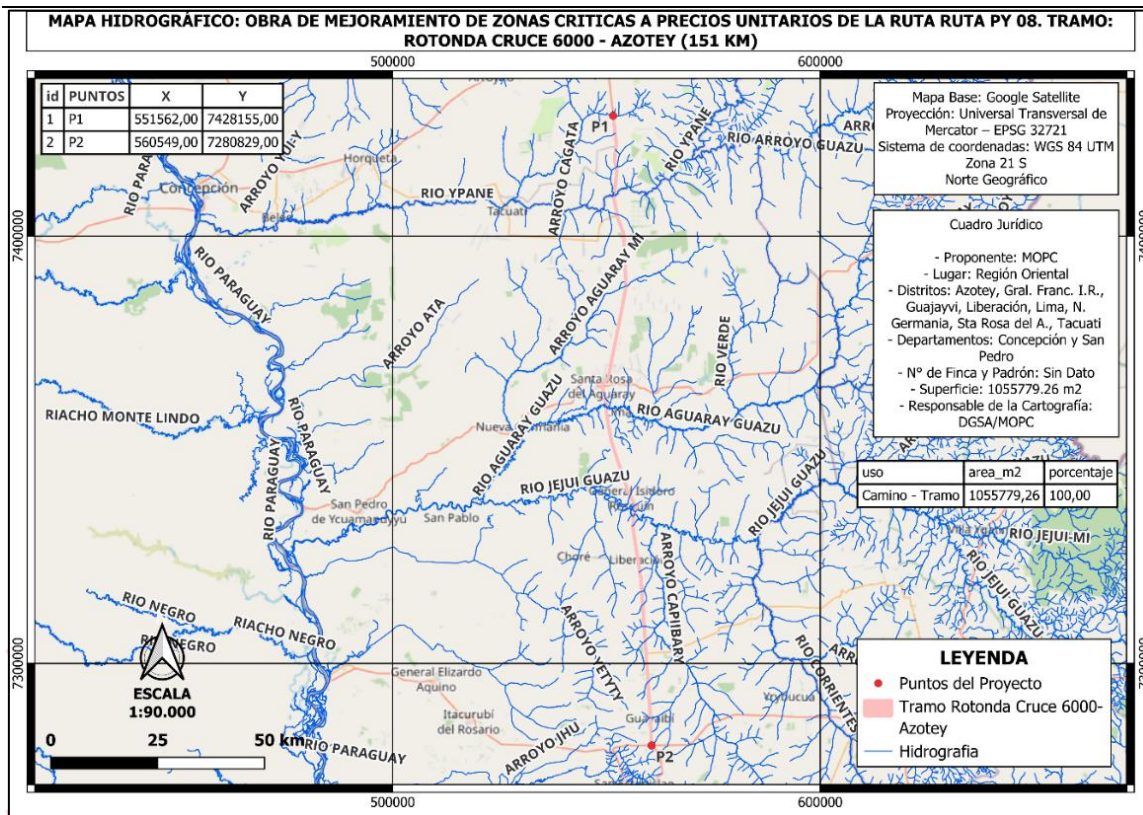 MAPA HIDROGRÁFICO: OBRA DE MEJORAMIENTO DE ZONAS CRITICAS A PRECIOS UNITARIOS DE LA RUTA RUTA PY 08. TRAMO:
ROTONDA CRUCE 6000 - AZOTEY (151 KM)
500000
600000
id PUNTOS X Y
1 P1 551562,00 7428155,00
2 P2 560549,00 7280829,00
Mapa Base: Google Satellite
Proyección: Universal Transversal de
Mercator – EPSG 32721
Sistema de coordenadas: WGS 84 UTM
Zona 21 S
Norte Geográfico
Cuadro Jurídico
- Proponente: MOPC
- Lugar: Región Oriental
- Distritos: Azotey, Gral. Franc. I.R.,
Guajayvi, Liberación, Lima, N.
Germania, Sta Rosa del A., Tacuati
- Departamentos: Concepción y San
Pedro
- Nº de Finca y Padrón: Sin Dato
- Superficie: 1055779.26 m2
- Responsable de la Cartografía:
DGSA/MOPC
uso area_m2 porcentaje
Camino - Tramo 1055779,26 100,00
P1
RIO YPANE
RIO ARROYO GUAZU
ARROYO CAGATA
Horqueta
Concepción
RIO YPANE
Tacuati
7400000
RIO PARAGUAY
ARROYO AGUARAY MI
ARROYO ATA
RIO VERDE
Santa Rosa
del Aguaray
RIACHO MONTE LINDO
RIO PARAGUAY
RIO AGUARAY GUAZU
RIO AGUARAY GUAZU
RIO PARAGUAY
RIO JEJUI GUAZU
RIO JEJUI GUAZU
San Pedro
de Ycuamandyyú
San Pablo
General Isidoro
RIO JEJUI-MI
Choré
ARROYO CAPIIBARY
RIO JEJUI GUAZU
ARROYO YETYTY
RIO NEGRO
RIACHO NEGRO
7300000
RIO CORRIENTES
General Elizardo
Aquino
Yrybucua
Itacurubí
del Rosario
RIO PARAGUAY
ARROYO JHU
P2
ESCALA
1:90.000
0 25 50 km
LEYENDA
Puntos del Proyecto
Tramo Rotonda Cruce 6000-
Azotey
Hidrografia
500000
600000